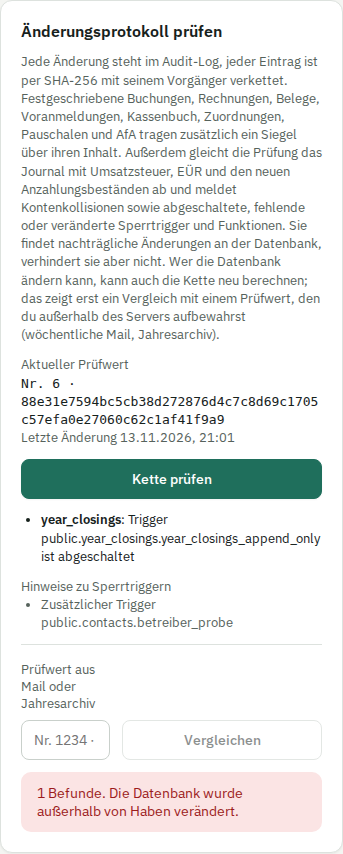 Änderungsprotokoll prüfen
Jede Änderung steht im Audit-Log, jeder Eintrag ist
per SHA-256 mit seinem Vorgänger verkettet.
Festgeschriebene Buchungen, Rechnungen, Belege,
Voranmeldungen, Kassenbuch, Zuordnungen,
Pauschalen und AfA tragen zusätzlich ein Siegel
über ihren Inhalt. Außerdem gleicht die Prüfung das
Journal mit Umsatzsteuer, EÜR und den neuen
Anzahlungsbeständen ab und meldet
Kontenkollisionen sowie abgeschaltete, fehlende
oder veränderte Sperrtrigger und Funktionen. Sie
findet nachträgliche Änderungen an der Datenbank,
verhindert sie aber nicht. Wer die Datenbank
ändern kann, kann auch die Kette neu berechnen;
das zeigt erst ein Vergleich mit einem Prüfwert, den
du außerhalb des Servers aufbewahrst
(wöchentliche Mail, Jahresarchiv).
Aktueller Prüfwert
Nr. 6 ·
88e31e7594bc5cb38d272876d4c7c8d69c1705
c57efa0e27060c62c1af41f9a9
Letzte Änderung 13.11.2026, 21:01
Kette prüfen
• year_closings: Trigger
public.year_closings.year_closings_append_only
ist abgeschaltet
Hinweise zu Sperrtriggern
• Zusätzlicher Trigger
public.contacts.betreiber_probe
Prüfwert aus
Mail oder
Jahresarchiv
Nr. 1234 ·
Vergleichen
1 Befunde. Die Datenbank wurde
außerhalb von Haben verändert.